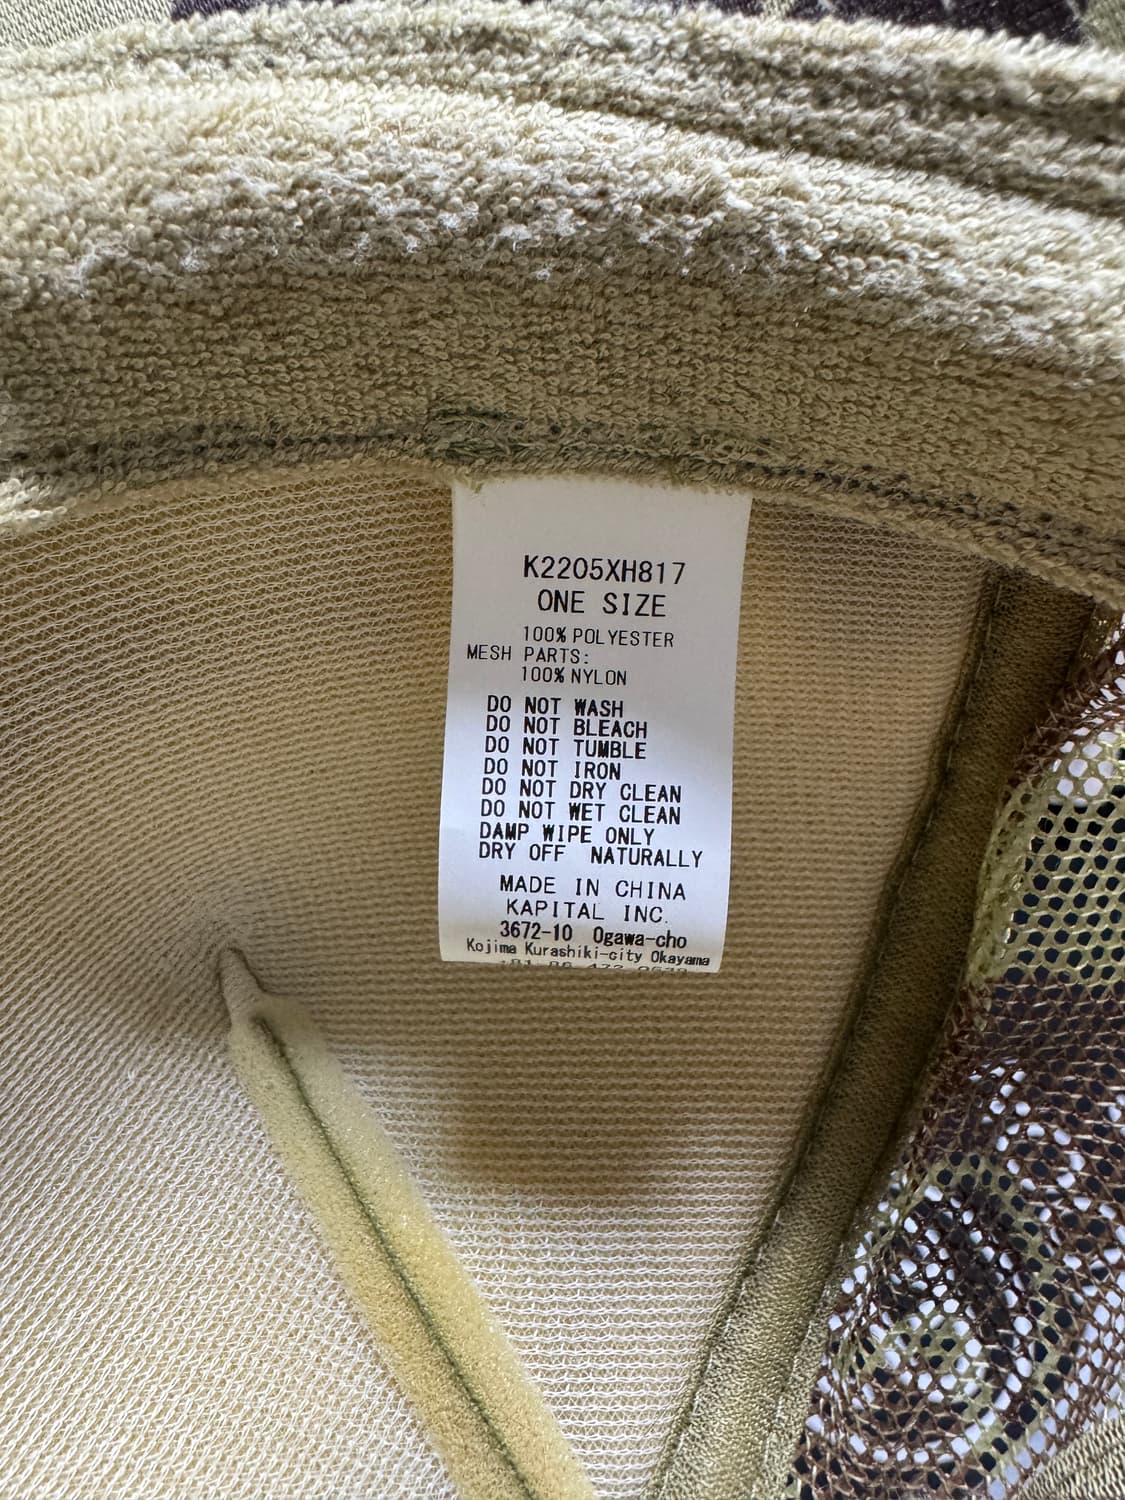 K2205XH817
ONE SIZE
100% POLYESTER
MESH PARTS:
100% NYLON
DO NOT WASH
DO NOT BLEACH
DO NOT TUMBLE
DO NOT IRON
DO NOT DRY CLEAN
DO NOT WET CLEAN
DAMP WIPE ONLY
DRY OFF NATURALLY
MADE IN CHINA
KAPITAL INC.
3672-10 Ogawa-cho
Kojima Kurashiki-city Okayama